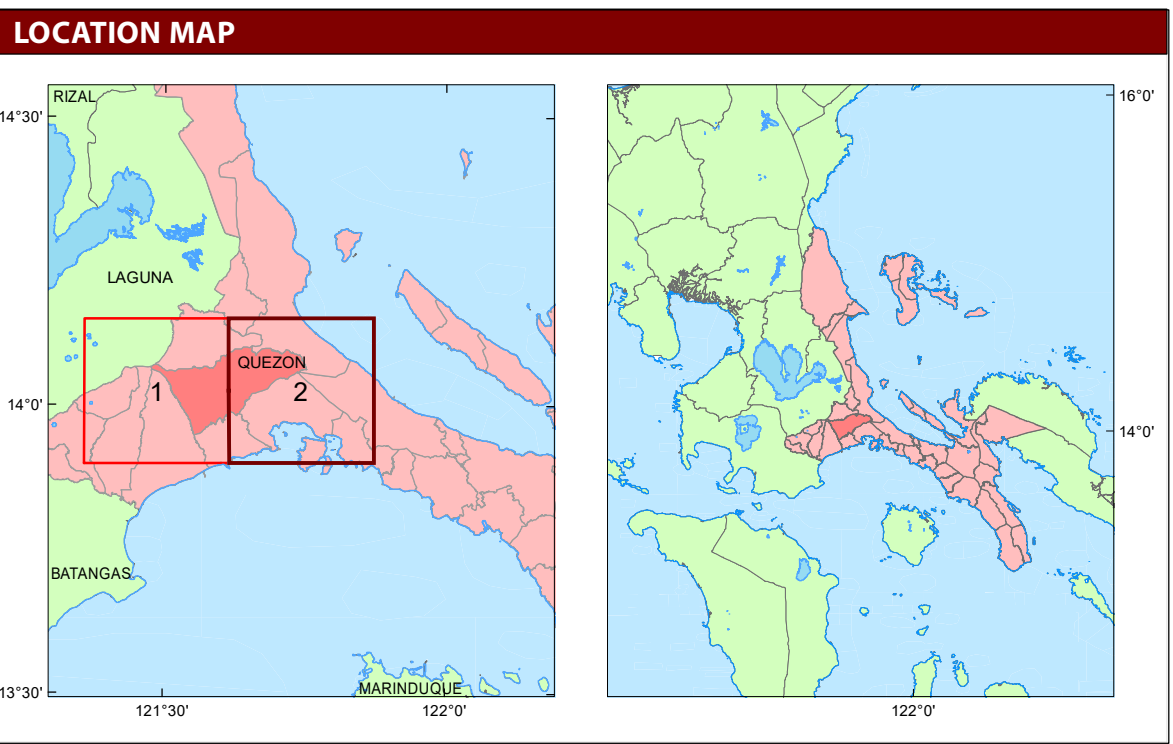 LOCATION MAP
RIZAL
14°30'
LAGUNA
QUEZON
1
2
14°0'
BATANGAS
MARINDUQUE
13°30'
121°30'
122°0'
16°0'
14°0'
122°0'